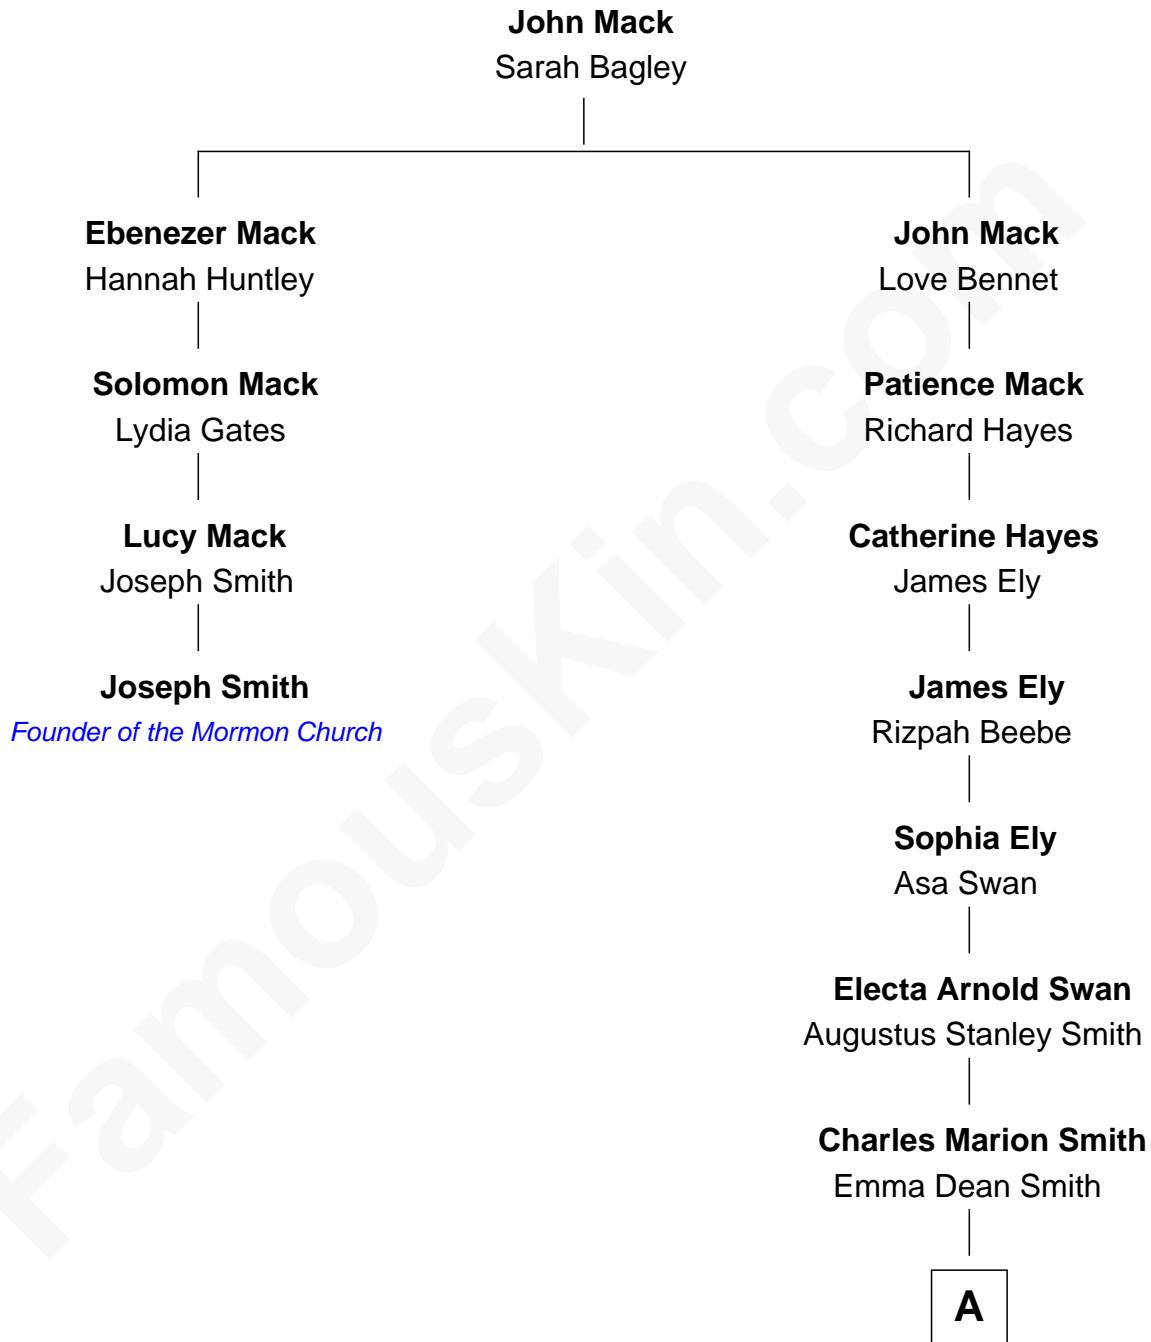 John Mack
Sarah Bagley
Ebenezer Mack
Hannah Huntley
John Mack
Love Bennet
Solomon Mack
Lydia Gates
Patience Mack
Richard Hayes
Lucy Mack
Joseph Smith
Catherine Hayes
James Ely
Joseph Smith
Founder of the Mormon Church
James Ely
Rizpah Beebe
Sophia Ely
Asa Swan
Electa Arnold Swan
Augustus Stanley Smith
Charles Marion Smith
Emma Dean Smith
A
FamousKin.com